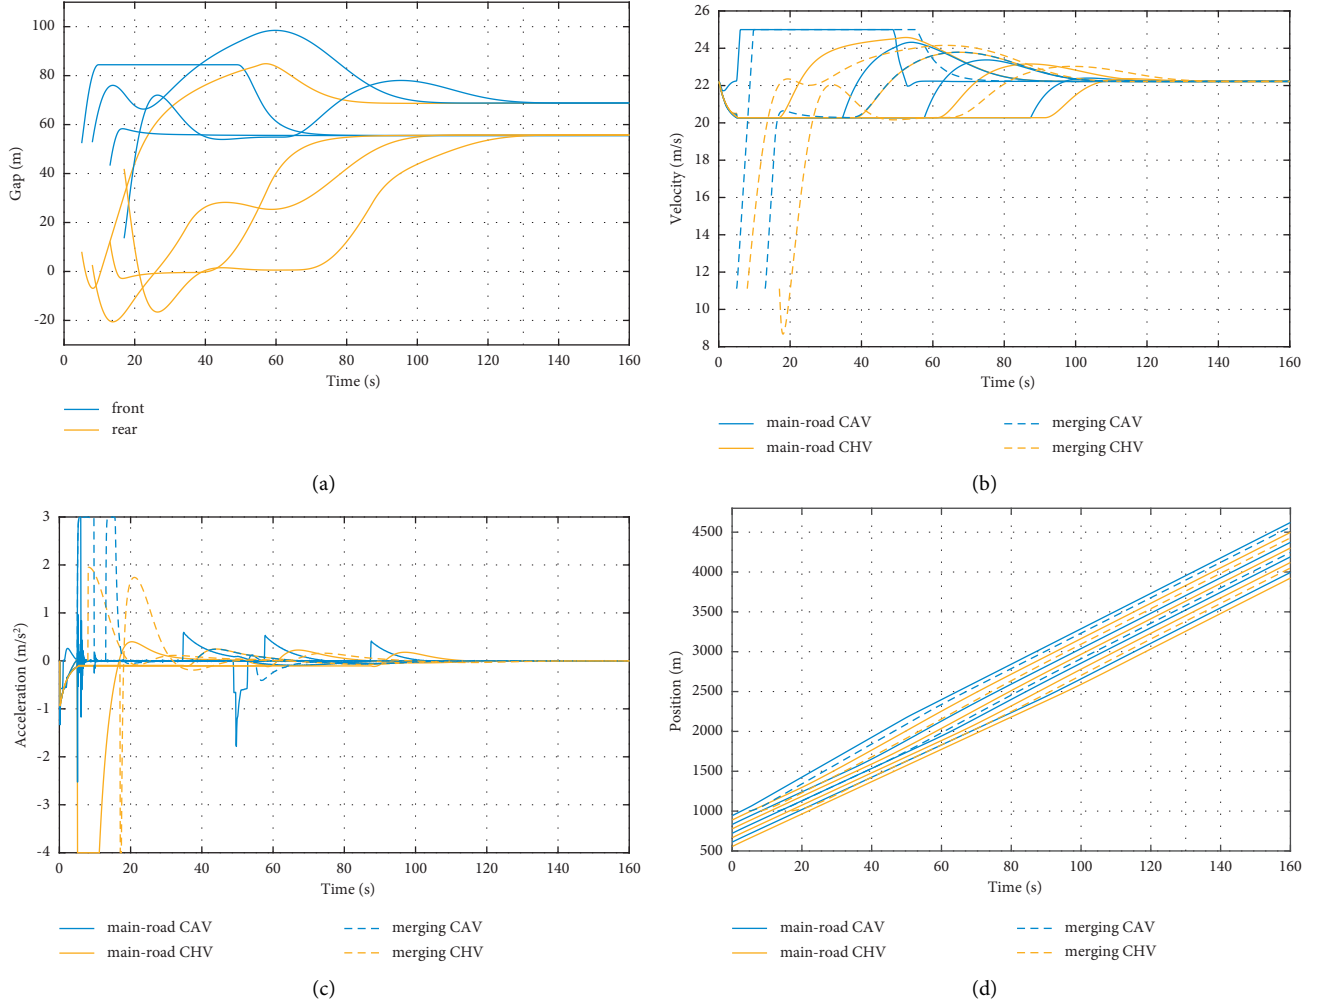 100
80
60
40
20
0
-20
Gap (m)
0 20 40 60 80 100 120 140 160
Time (s)
front
rear
(a)
26
24
22
20
18
16
14
12
10
8
Velocity (m/s)
0 20 40 60 80 100 120 140 160
Time (s)
main-road CAV merging CAV
main-road CHV merging CHV
(b)
3
2
1
0
-1
-2
-3
-4
Acceleration (m/s²)
0 20 40 60 80 100 120 140 160
Time (s)
main-road CAV merging CAV
main-road CHV merging CHV
(c)
4500
4000
3500
3000
2500
2000
1500
1000
500
Position (m)
0 20 40 60 80 100 120 140 160
Time (s)
main-road CAV merging CAV
main-road CHV merging CHV
(d)